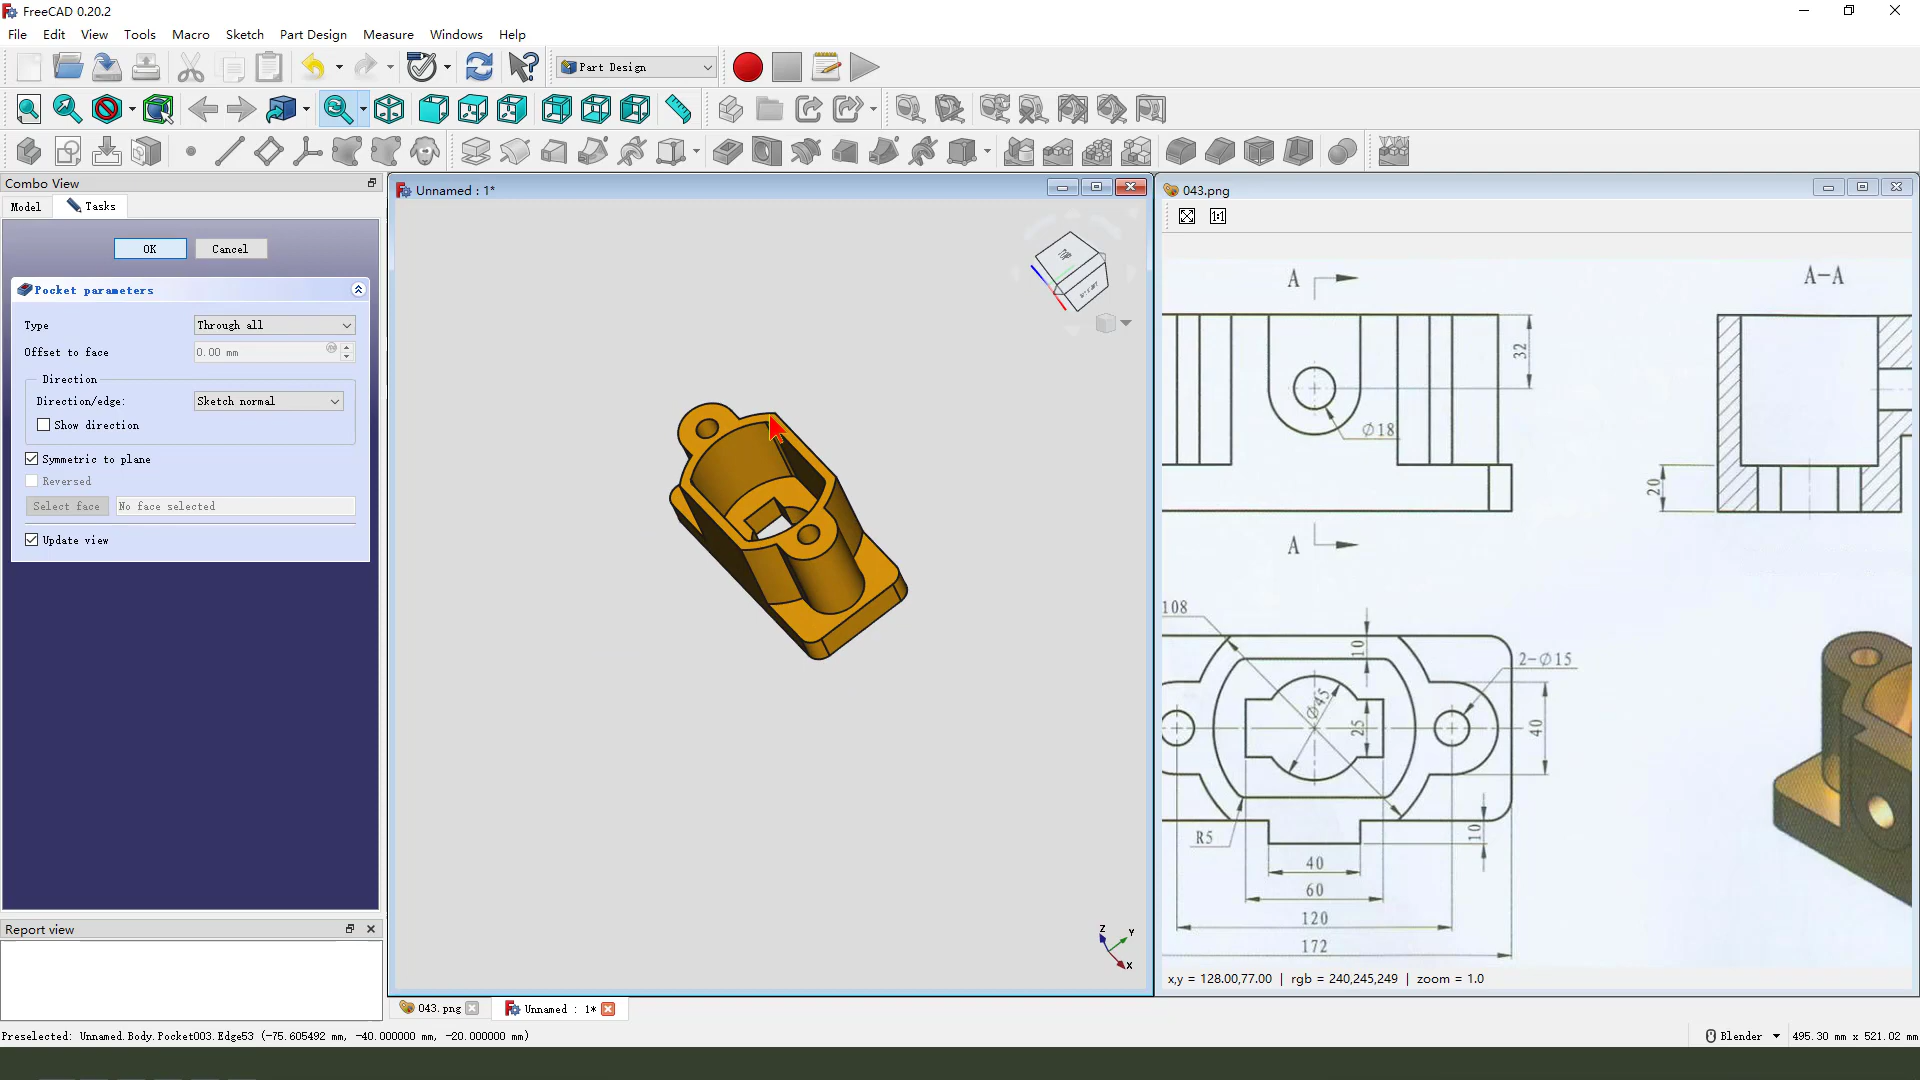 FreeCAD 0.20.2
File Edit View Tools Macro Sketch Part Design Measure Windows Help
Part Design
Combo View
Model Tasks
OK Cancel
Pocket parameters
Type Through all
Offset to face 0.00 mm
Direction
Direction/edge: Sketch normal
Show direction
Symmetric to plane
Reversed
Select face No face selected
Update view
Report view
Unnamed : 1*
TOP
Z Y X
043.png
1:1
A
A-A
32
Ø18
20
A
108
10
2-Ø15
Ø45
25
40
R5
10
40
60
120
172
x,y = 128.00,77.00 | rgb = 240,245,249 | zoom = 1.0
043.png Unnamed : 1*
Preselected: Unnamed.Body.Pocket003.Edge53 (-75.605492 mm, -40.000000 mm, -20.000000 mm)
Blender 495.30 mm x 521.02 mm